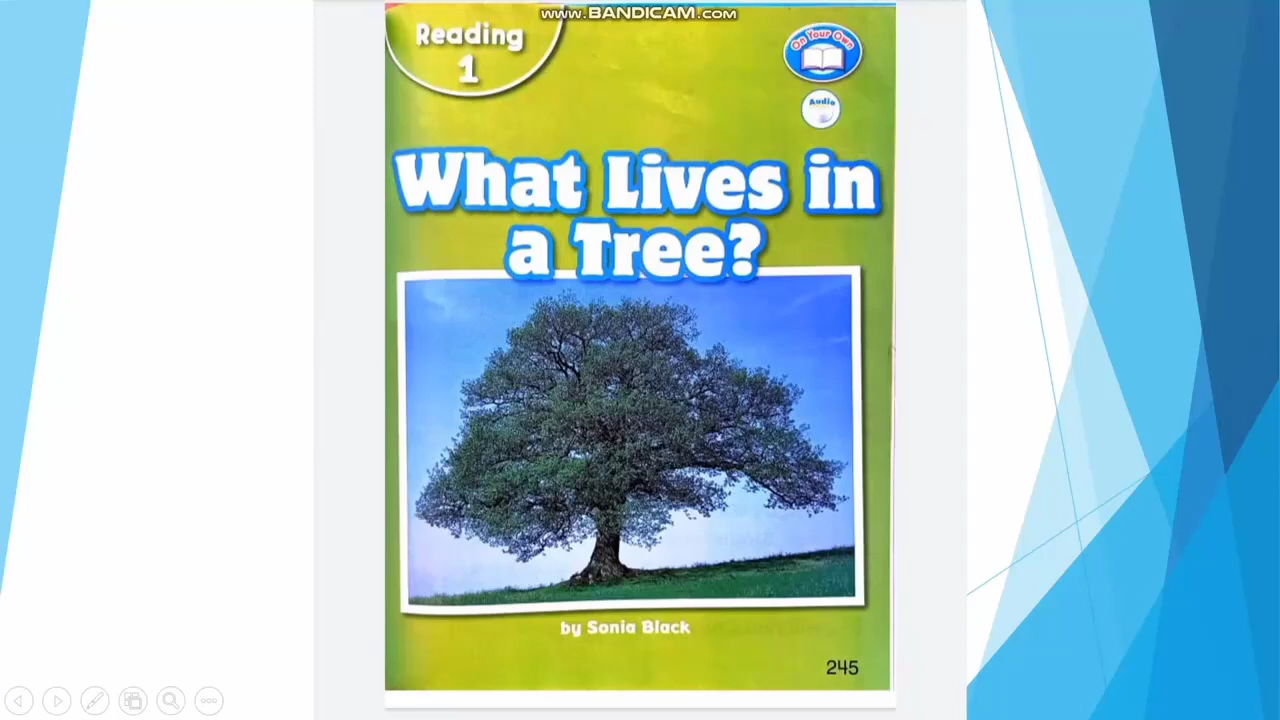 www.BANDICAM.com
Reading
1
On Your Own
Audio
What Lives in
a Tree?
by Sonia Black
245